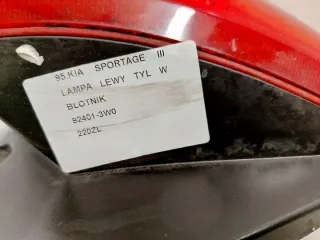 95 KIA SPORTAGE III
LAMPA LEWY TYL W
BLOTNIK
92401-3W0
220ZL